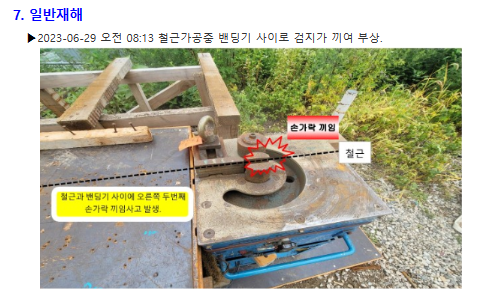 7. 일반재해
▶2023-06-29 오전 08:13 철근가공중 밴딩기 사이로 검지가 끼여 부상.
손가락 끼임
철근
철근과 밴딩기 사이에 오른쪽 두번째
손가락 끼임사고 발생.